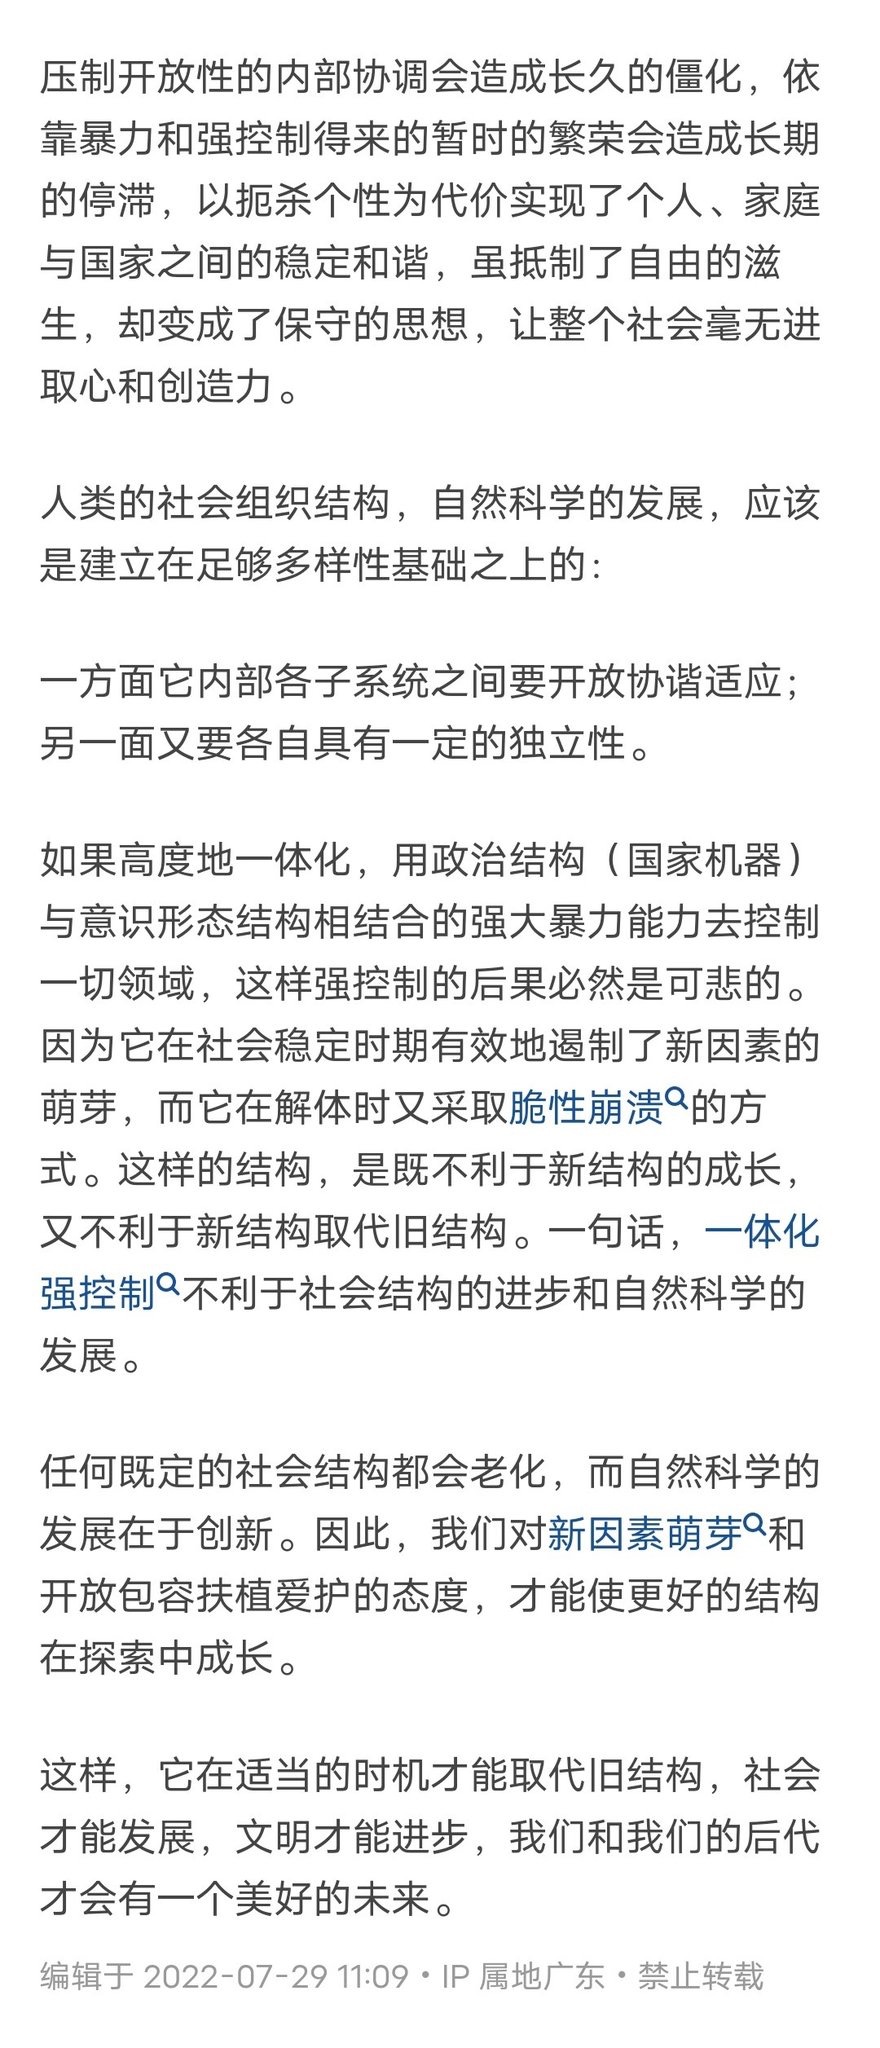 压制开放性的内部协调会造成长久的僵化，依
靠暴力和强控制得来的暂时的繁荣会造成长期
的停滞，以扼杀个性为代价实现了个人、家庭
与国家之间的稳定和谐，虽抵制了自由的滋
生，却变成了保守的思想，让整个社会毫无进
取心和创造力。
人类的社会组织结构，自然科学的发展，应该
是建立在足够多样性基础之上的：
一方面它内部各子系统之间要开放协谐适应；
另一面又要各自具有一定的独立性。
如果高度地一体化，用政治结构（国家机器）
与意识形态结构相结合的强大暴力能力去控制
一切领域，这样强控制的后果必然是可悲的。
因为它在社会稳定时期有效地遏制了新因素的
萌芽，而它在解体时又采取脆性崩溃的方
式。这样的结构，是既不利于新结构的成长，
又不利于新结构取代旧结构。一句话，一体化
强控制不利于社会结构的进步和自然科学的
发展。
任何既定的社会结构都会老化，而自然科学的
发展在于创新。因此，我们对新因素萌芽和
开放包容扶植爱护的态度，才能使更好的结构
在探索中成长。
这样，它在适当的时机才能取代旧结构，社会
才能发展，文明才能进步，我们和我们的后代
才会有一个美好的未来。
编辑于 2022-07-29 11:09・IP 属地广东・禁止转载